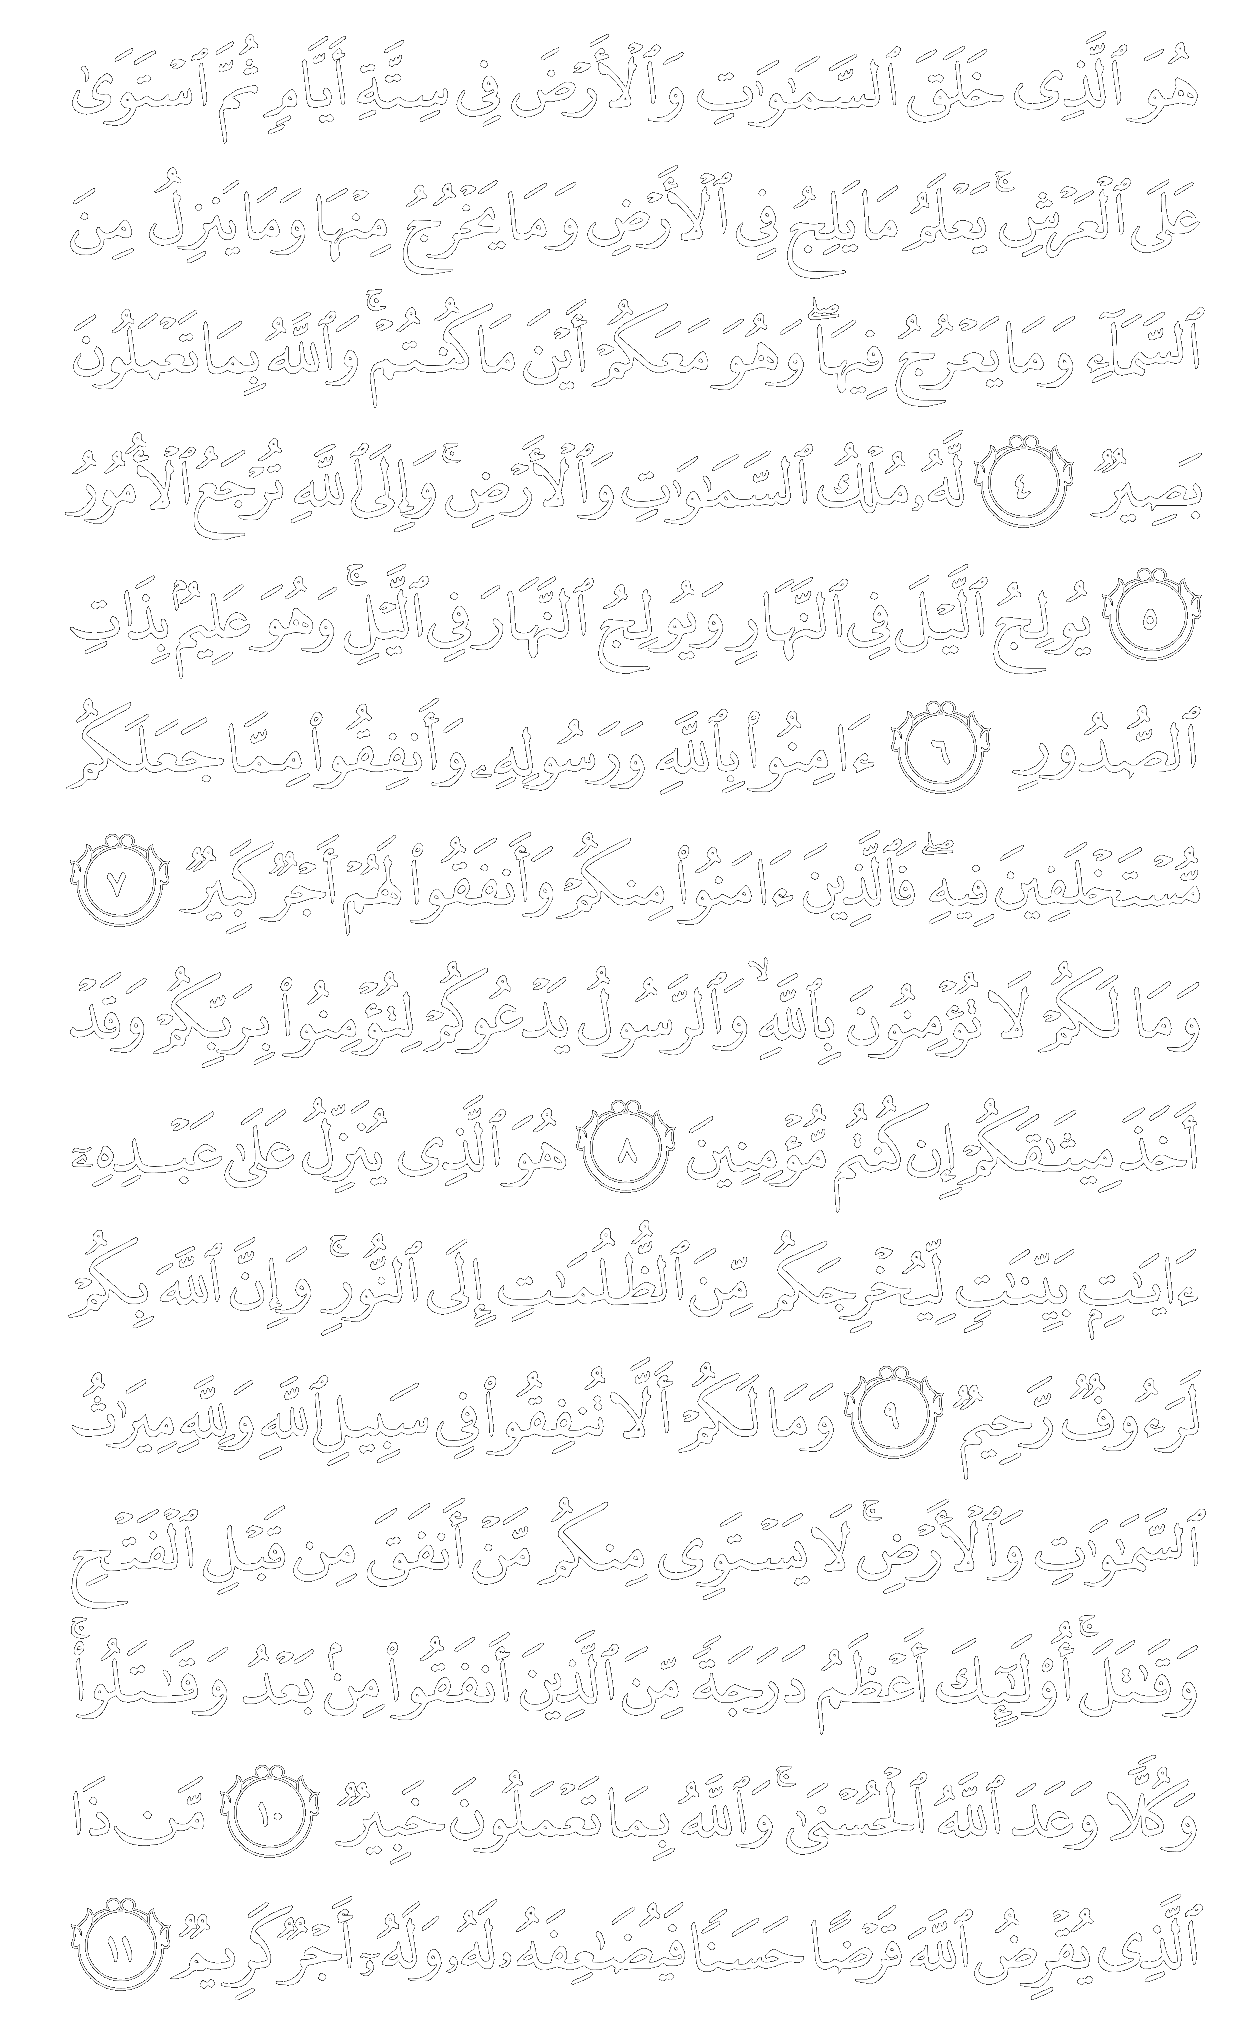 هُوَ ٱلَّذِى خَلَقَ ٱلسَّمَـٰوَٰتِ وَٱلْأَرْضَ فِى سِتَّةِ أَيَّامٍ ثُمَّ ٱسْتَوَىٰ
عَلَى ٱلْعَرْشِ ۚ يَعْلَمُ مَا يَلِجُ فِى ٱلْأَرْضِ وَمَا يَخْرُجُ مِنْهَا وَمَا يَنزِلُ مِنَ
ٱلسَّمَآءِ وَمَا يَعْرُجُ فِيهَا ۖ وَهُوَ مَعَكُمْ أَيْنَ مَا كُنتُمْ ۚ وَٱللَّهُ بِمَا تَعْمَلُونَ
بَصِيرٌ ٤ لَّهُۥ مُلْكُ ٱلسَّمَـٰوَٰتِ وَٱلْأَرْضِ ۚ وَإِلَى ٱللَّهِ تُرْجَعُ ٱلْأُمُورُ
٥ يُولِجُ ٱلَّيْلَ فِى ٱلنَّهَارِ وَيُولِجُ ٱلنَّهَارَ فِى ٱلَّيْلِ ۚ وَهُوَ عَلِيمٌۢ بِذَاتِ
ٱلصُّدُورِ ٦ ءَامِنُوا۟ بِٱللَّهِ وَرَسُولِهِۦ وَأَنفِقُوا۟ مِمَّا جَعَلَكُم
مُّسْتَخْلَفِينَ فِيهِ ۖ فَٱلَّذِينَ ءَامَنُوا۟ مِنكُمْ وَأَنفَقُوا۟ لَهُمْ أَجْرٌ كَبِيرٌ ٧
وَمَا لَكُمْ لَا تُؤْمِنُونَ بِٱللَّهِ ۙ وَٱلرَّسُولُ يَدْعُوكُمْ لِتُؤْمِنُوا۟ بِرَبِّكُمْ وَقَدْ
أَخَذَ مِيثَـٰقَكُمْ إِن كُنتُم مُّؤْمِنِينَ ٨ هُوَ ٱلَّذِى يُنَزِّلُ عَلَىٰ عَبْدِهِۦٓ
ءَايَـٰتٍۭ بَيِّنَـٰتٍ لِّيُخْرِجَكُم مِّنَ ٱلظُّلُمَـٰتِ إِلَى ٱلنُّورِ ۚ وَإِنَّ ٱللَّهَ بِكُمْ
لَرَءُوفٌ رَّحِيمٌ ٩ وَمَا لَكُمْ أَلَّا تُنفِقُوا۟ فِى سَبِيلِ ٱللَّهِ وَلِلَّهِ مِيرَٰثُ
ٱلسَّمَـٰوَٰتِ وَٱلْأَرْضِ ۚ لَا يَسْتَوِى مِنكُم مَّنْ أَنفَقَ مِن قَبْلِ ٱلْفَتْحِ
وَقَـٰتَلَ ۚ أُو۟لَـٰٓئِكَ أَعْظَمُ دَرَجَةً مِّنَ ٱلَّذِينَ أَنفَقُوا۟ مِنۢ بَعْدُ وَقَـٰتَلُوا۟ ۚ
وَكُلًّا وَعَدَ ٱللَّهُ ٱلْحُسْنَىٰ ۚ وَٱللَّهُ بِمَا تَعْمَلُونَ خَبِيرٌ ١٠ مَّن ذَا
ٱلَّذِى يُقْرِضُ ٱللَّهَ قَرْضًا حَسَنًا فَيُضَـٰعِفَهُۥ لَهُۥ وَلَهُۥٓ أَجْرٌ كَرِيمٌ ١١